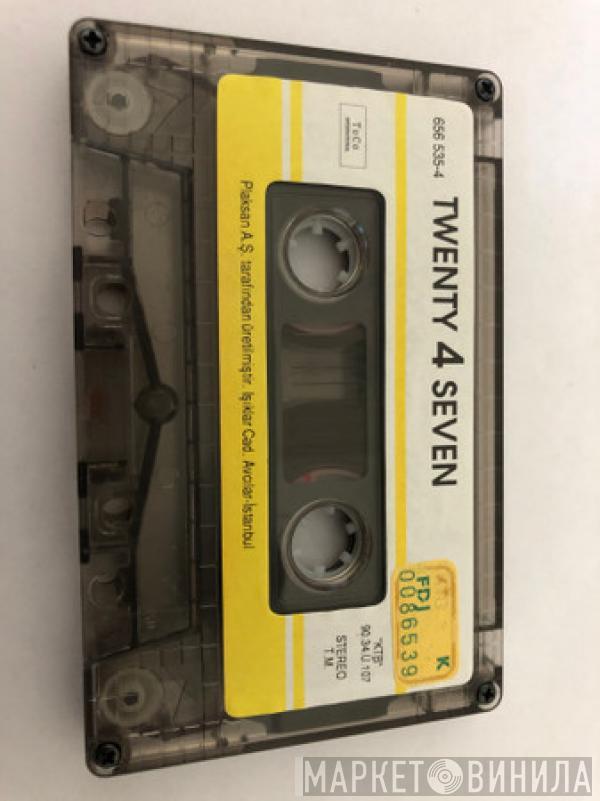 656 535-4
TWENTY 4 SEVEN
ToCo
Plaksan A.Ş. tarafından üretilmiştir. Işıklar Cad. Avcılar-İstanbul
"KTB"
90.34.Ü.107
STEREO
T.M.
K
FDJ
0086539
МАРКЕТ ВИНИЛА